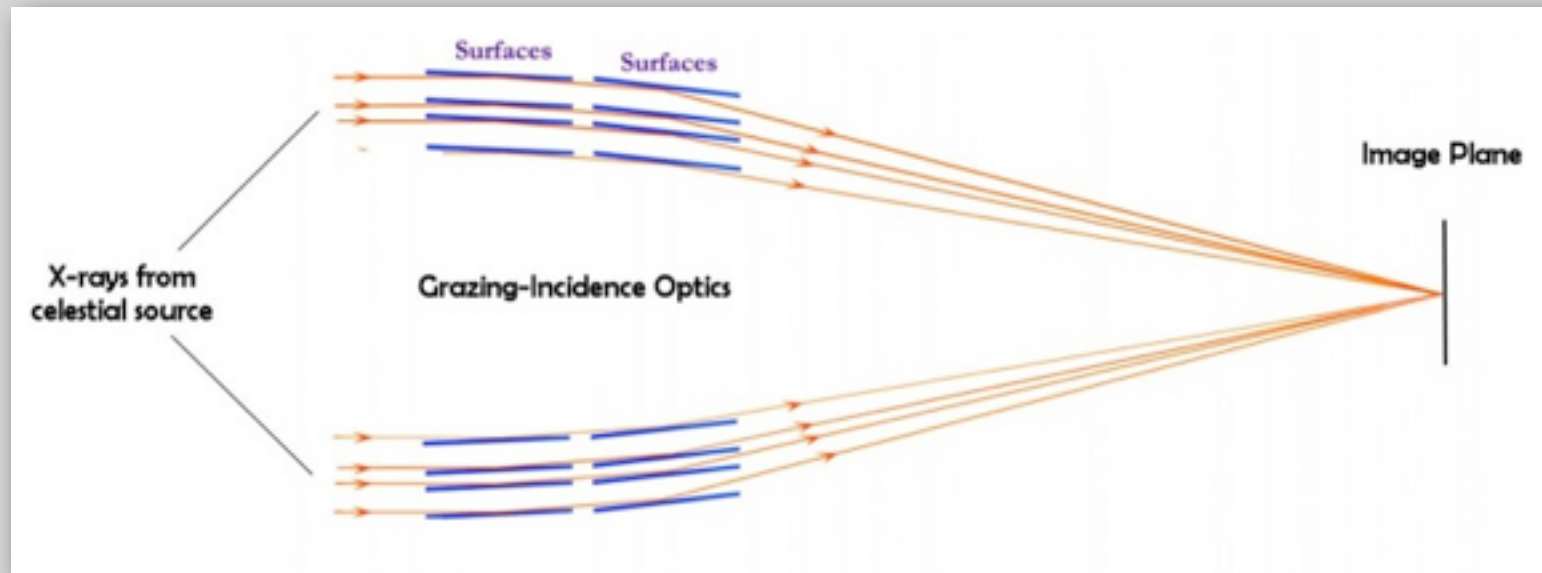 Surfaces
Surfaces
Image Plane
X-rays from
celestial source
Grazing-Incidence Optics